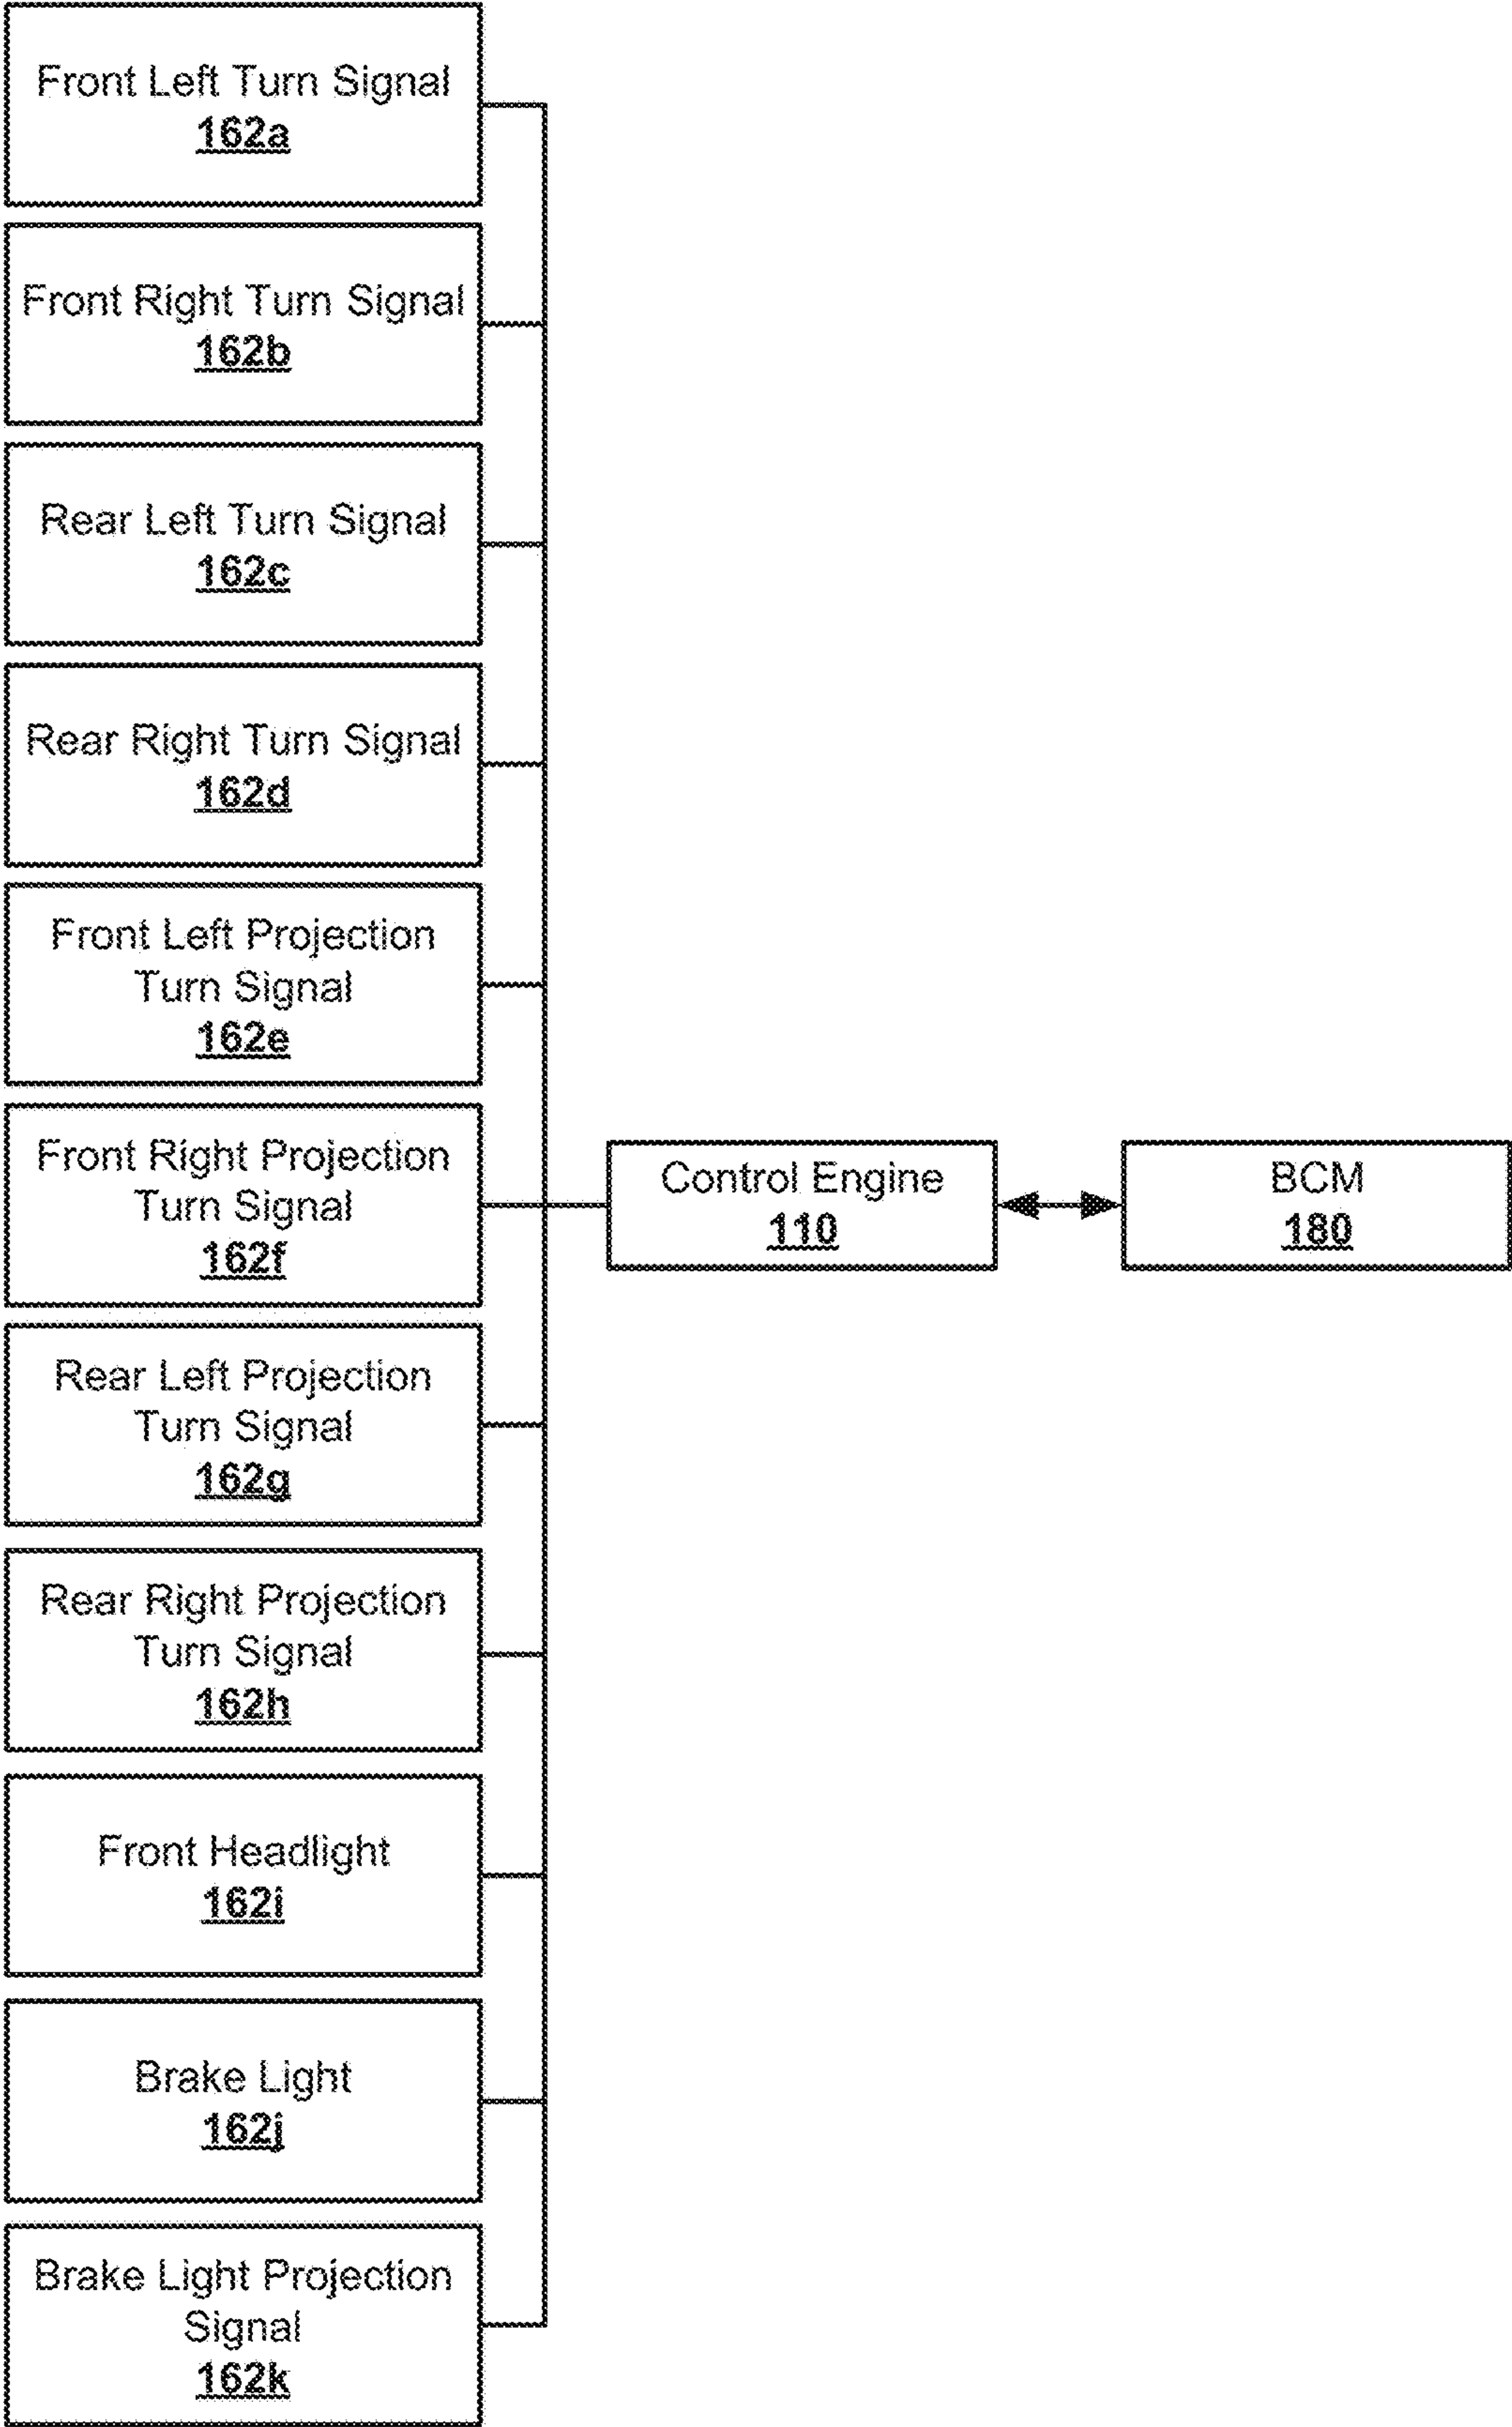 Front Left Turn Signal
162a
Front Right Turn Signal
162b
Rear Left Turn Signal
162c
Rear Right Turn Signal
162d
Front Left Projection
Turn Signal
162e
Front Right Projection
Turn Signal
162f
Control Engine
110
BCM
180
Rear Left Projection
Turn Signal
162g
Rear Right Projection
Turn Signal
162h
Front Headlight
162i
Brake Light
162j
Brake Light Projection
Signal
162k